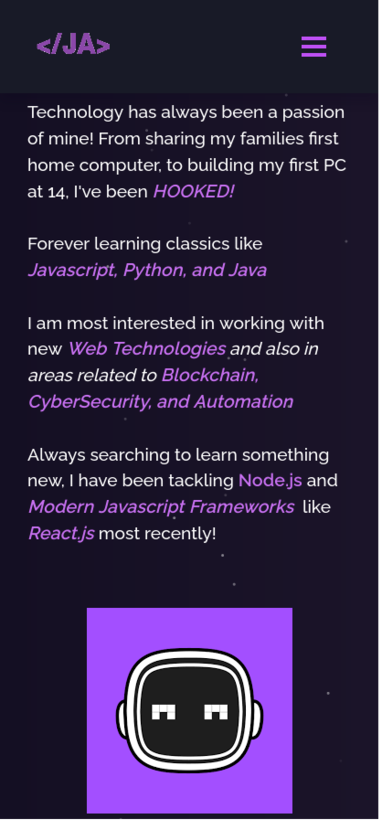 </JA>
Technology has always been a passion
of mine! From sharing my families first
home computer, to building my first PC
at 14, I've been HOOKED!
Forever learning classics like
Javascript, Python, and Java
I am most interested in working with
new Web Technologies and also in
areas related to Blockchain,
CyberSecurity, and Automation.
Always searching to learn something
new, I have been tackling Node.js and
Modern Javascript Frameworks like
React.js most recently!